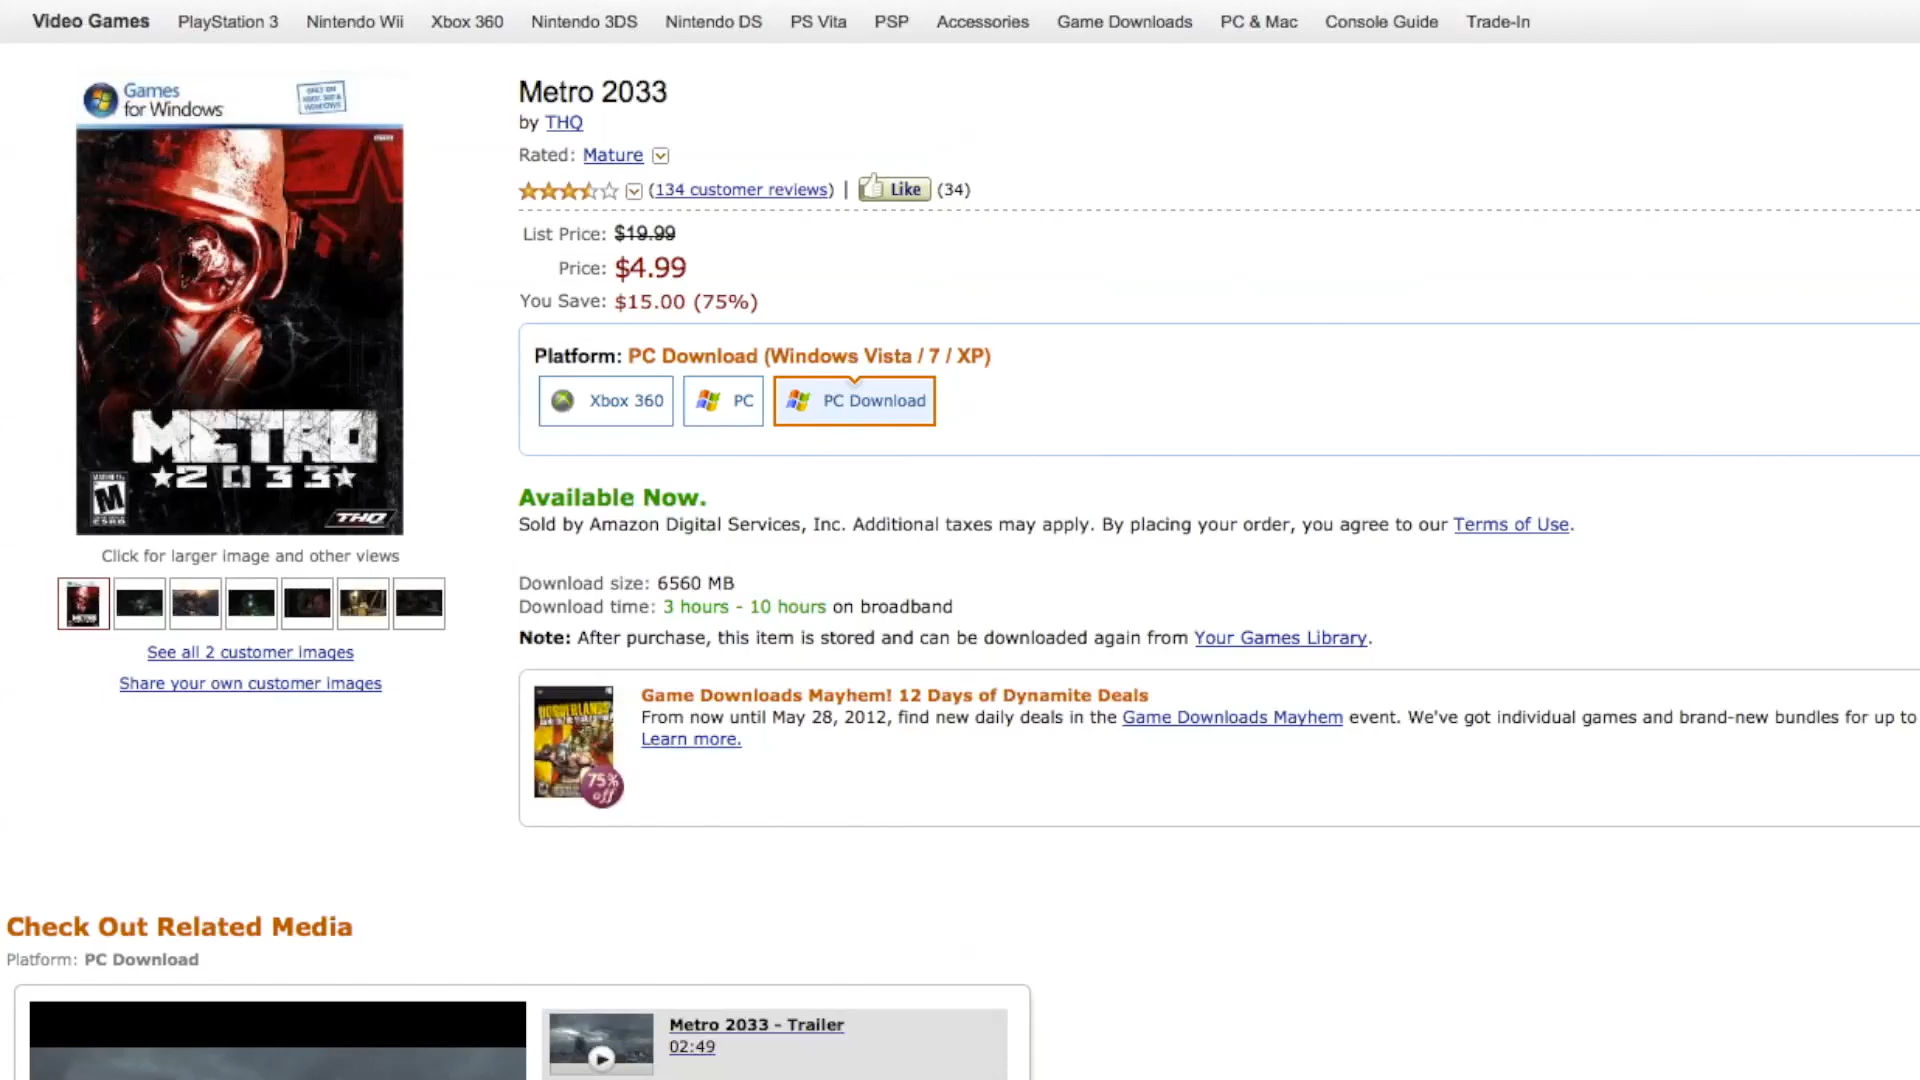 Video Games PlayStation 3 Nintendo Wii Xbox 360 Nintendo 3DS Nintendo DS PS Vita PSP Accessories Game Downloads PC & Mac Console Guide Trade-In
Games
for Windows
ONLY ON
XBOX 360 &
WINDOWS
METRO
2033
M
ESRB
THQ
Click for larger image and other views
See all 2 customer images
Share your own customer images
Metro 2033
by THQ
Rated: Mature
(134 customer reviews) | Like (34)
List Price: $19.99
Price: $4.99
You Save: $15.00 (75%)
Platform: PC Download (Windows Vista / 7 / XP)
Xbox 360 PC PC Download
Available Now.
Sold by Amazon Digital Services, Inc. Additional taxes may apply. By placing your order, you agree to our Terms of Use.
Download size: 6560 MB
Download time: 3 hours - 10 hours on broadband
Note: After purchase, this item is stored and can be downloaded again from Your Games Library.
BORDERLANDS
75%
off
Game Downloads Mayhem! 12 Days of Dynamite Deals
From now until May 28, 2012, find new daily deals in the Game Downloads Mayhem event. We've got individual games and brand-new bundles for up to
Learn more.
Check Out Related Media
Platform: PC Download
Metro 2033 - Trailer
02:49